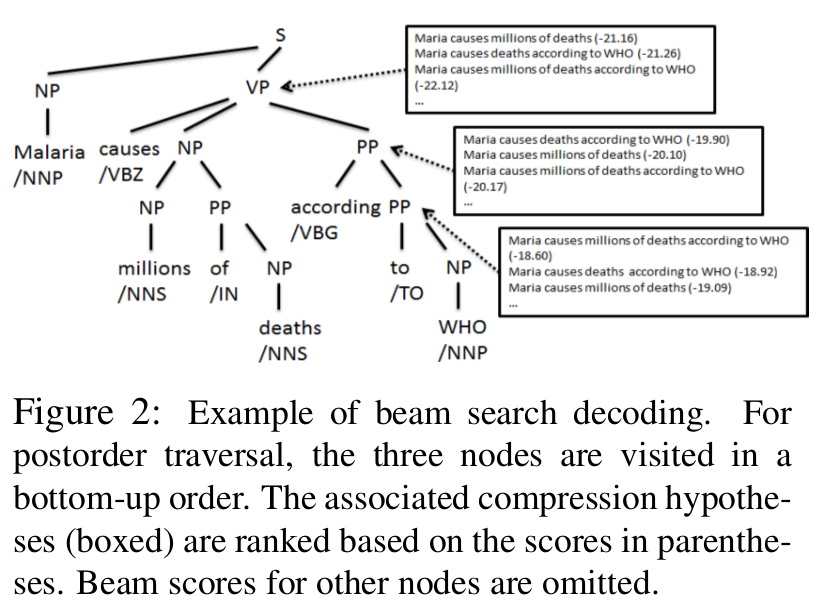 S
Maria causes millions of deaths (-21.16)
Maria causes deaths according to WHO (-21.26)
Maria causes millions of deaths according to WHO
(-22.12)
...
NP
VP
Malaria
/NNP
causes
/VBZ
NP
PP
Maria causes deaths according to WHO (-19.90)
Maria causes millions of deaths (-20.10)
Maria causes millions of deaths according to WHO
(-20.17)
...
NP
PP
according
/VBG
PP
millions
/NNS
of
/IN
NP
to
/TO
NP
Maria causes millions of deaths according to WHO
(-18.60)
Maria causes deaths according to WHO (-18.92)
Maria causes millions of deaths (-19.09)
...
deaths
/NNS
WHO
/NNP
Figure 2: Example of beam search decoding. For
postorder traversal, the three nodes are visited in a
bottom-up order. The associated compression hypothe-
ses (boxed) are ranked based on the scores in parenthe-
ses. Beam scores for other nodes are omitted.